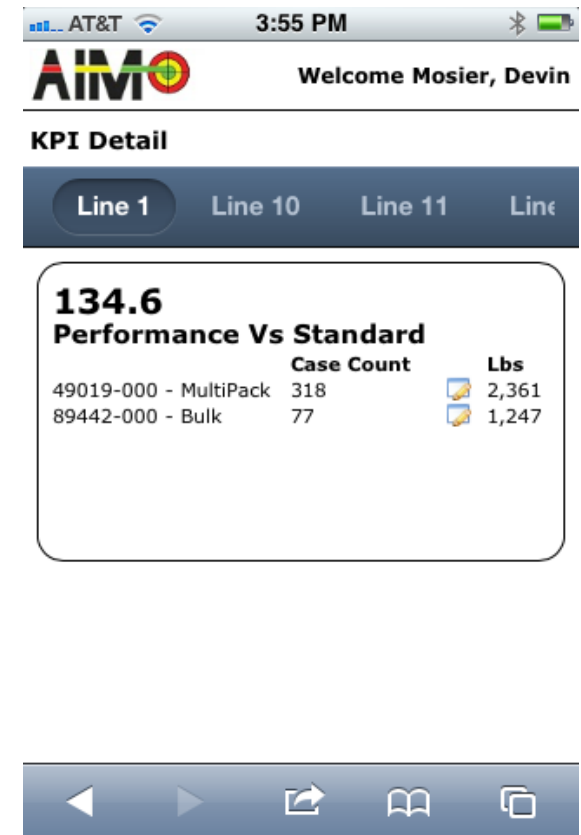 AT&T 3:55 PM
AIMO Welcome Mosier, Devin
KPI Detail
Line 1 Line 10 Line 11 Line
134.6
Performance Vs Standard
Case Count Lbs
49019-000 - MultiPack 318 2,361
89442-000 - Bulk 77 1,247